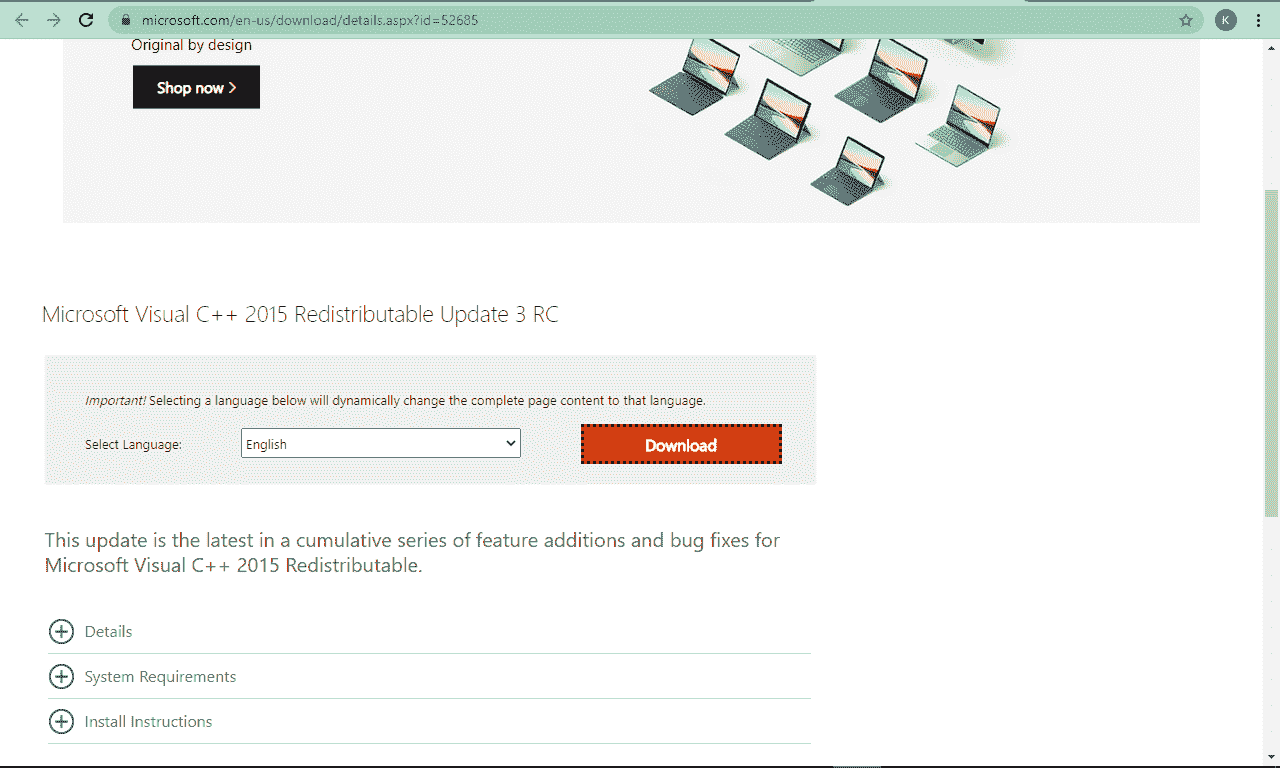 microsoft.com/en-us/download/details.aspx?id=52685
K
Original by design
Shop now
Microsoft Visual C++ 2015 Redistributable Update 3 RC
Important! Selecting a language below will dynamically change the complete page content to that language.
Select Language: English Download
This update is the latest in a cumulative series of feature additions and bug fixes for
Microsoft Visual C++ 2015 Redistributable.
Details
System Requirements
Install Instructions